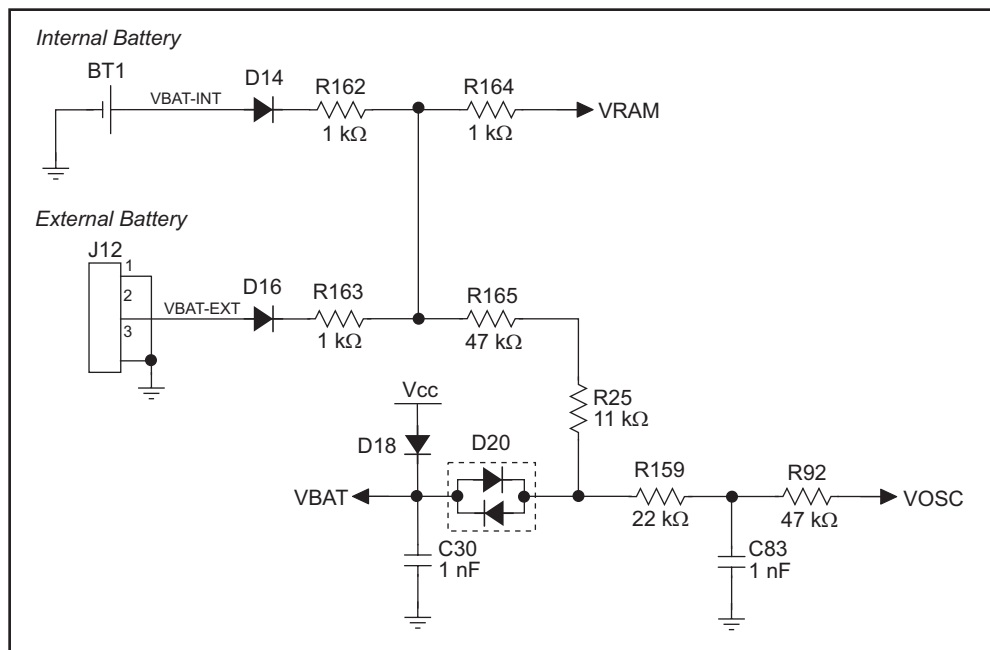 Internal Battery
BT1
VBAT-INT
D14
R162
1 kΩ
R164
1 kΩ
VRAM
External Battery
J12
1
2
3
VBAT-EXT
D16
R163
1 kΩ
R165
47 kΩ
R25
11 kΩ
Vcc
D18
D20
VBAT
R159
22 kΩ
R92
47 kΩ
VOSC
C30
1 nF
C83
1 nF